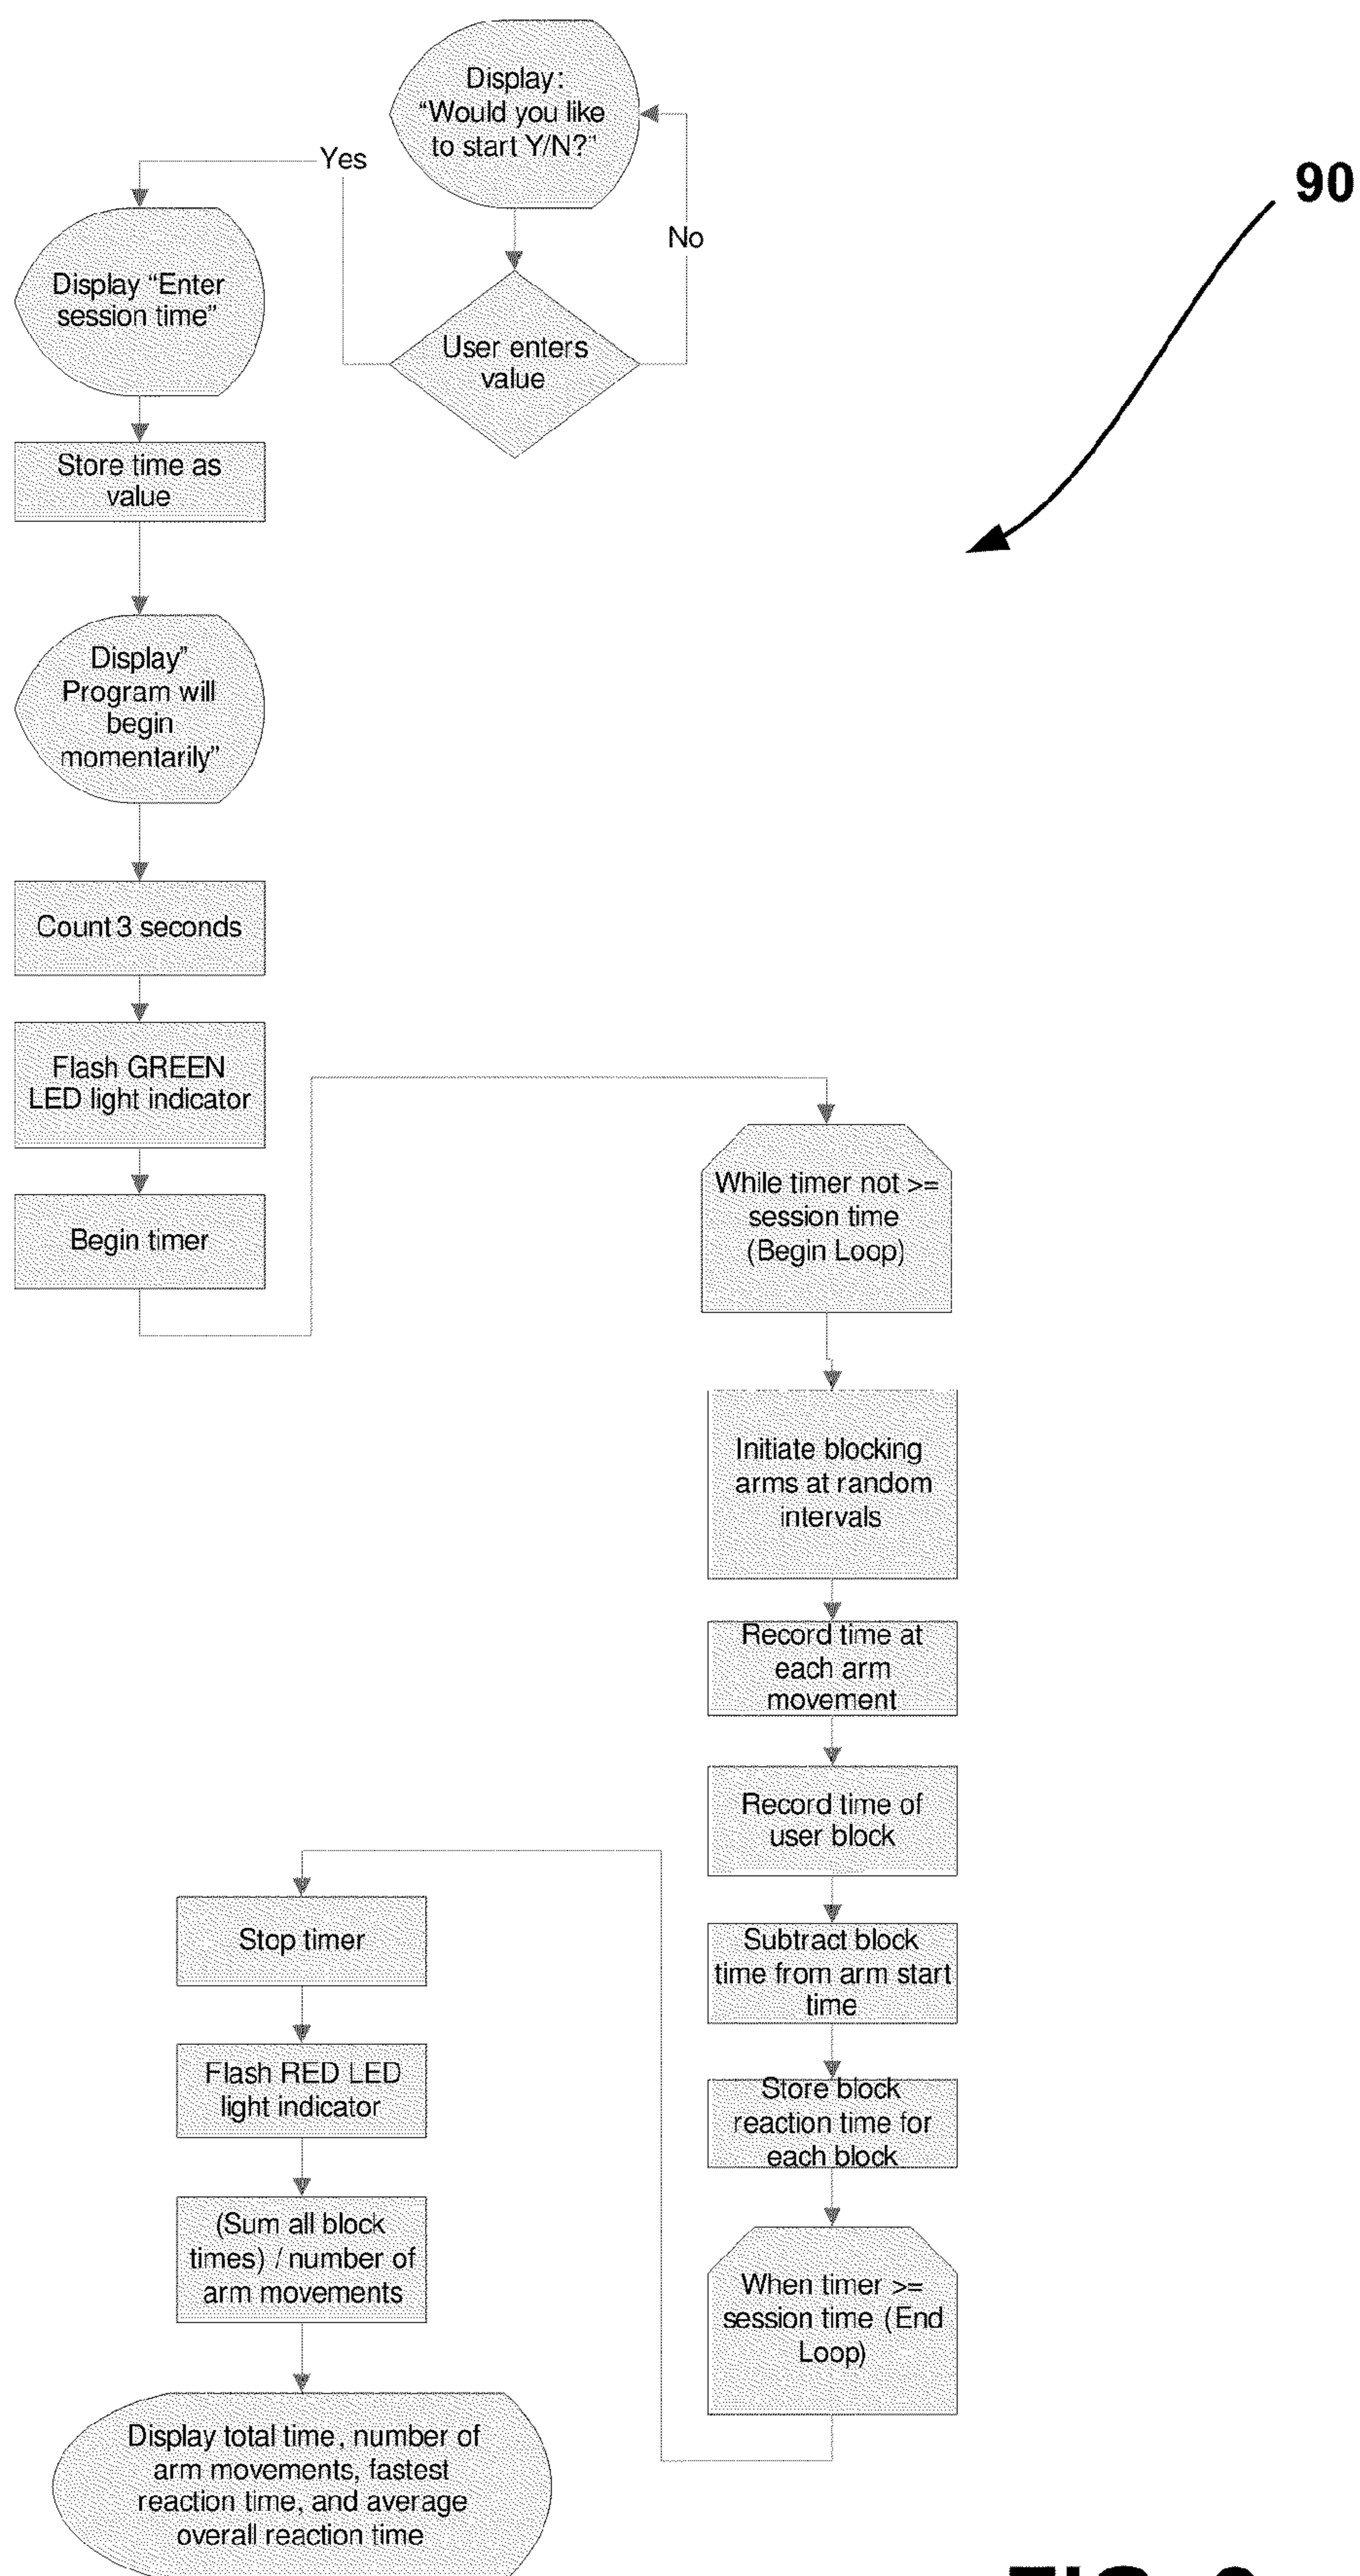 Display:
“Would you like
to start Y/N?”
Yes
90
No
Display “Enter
session time”
User enters
value
Store time as
value
Display”
Program will
begin
momentarily”
Count 3 seconds
Flash GREEN
LED light indicator
Begin timer
While timer not >=
session time
(Begin Loop)
Initiate blocking
arms at random
intervals
Record time at
each arm
movement
Record time of
user block
Subtract block
time from arm start
time
Store block
reaction time for
each block
When timer >=
session time (End
Loop)
Stop timer
Flash RED LED
light indicator
(Sum all block
times) / number of
arm movements
Display total time, number of
arm movements, fastest
reaction time, and average
overall reaction time